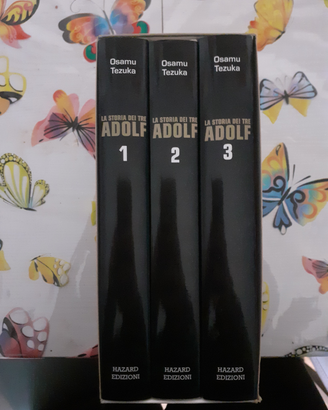 Osamu
Tezuka
LA STORIA DEI TRE
ADOLF
1
HAZARD
EDIZIONI
Osamu
Tezuka
LA STORIA DEI TRE
ADOLF
2
HAZARD
EDIZIONI
Osamu
Tezuka
LA STORIA DEI TRE
ADOLF
3
HAZARD
EDIZIONI